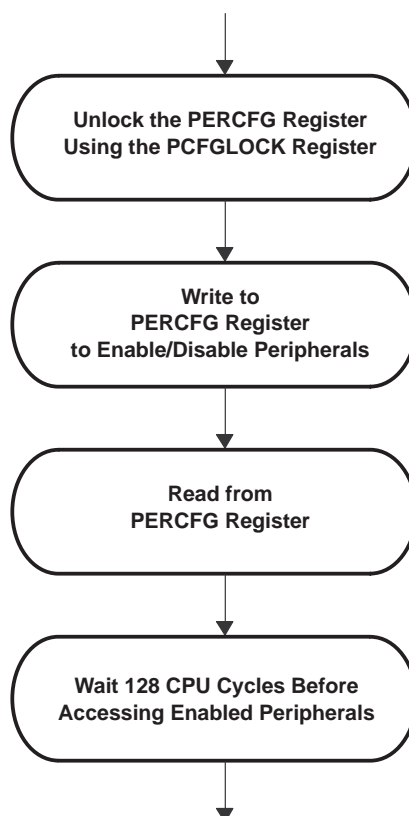 Unlock the PERCFG Register
Using the PCFGLOCK Register
Write to
PERCFG Register
to Enable/Disable Peripherals
Read from
PERCFG Register
Wait 128 CPU Cycles Before
Accessing Enabled Peripherals